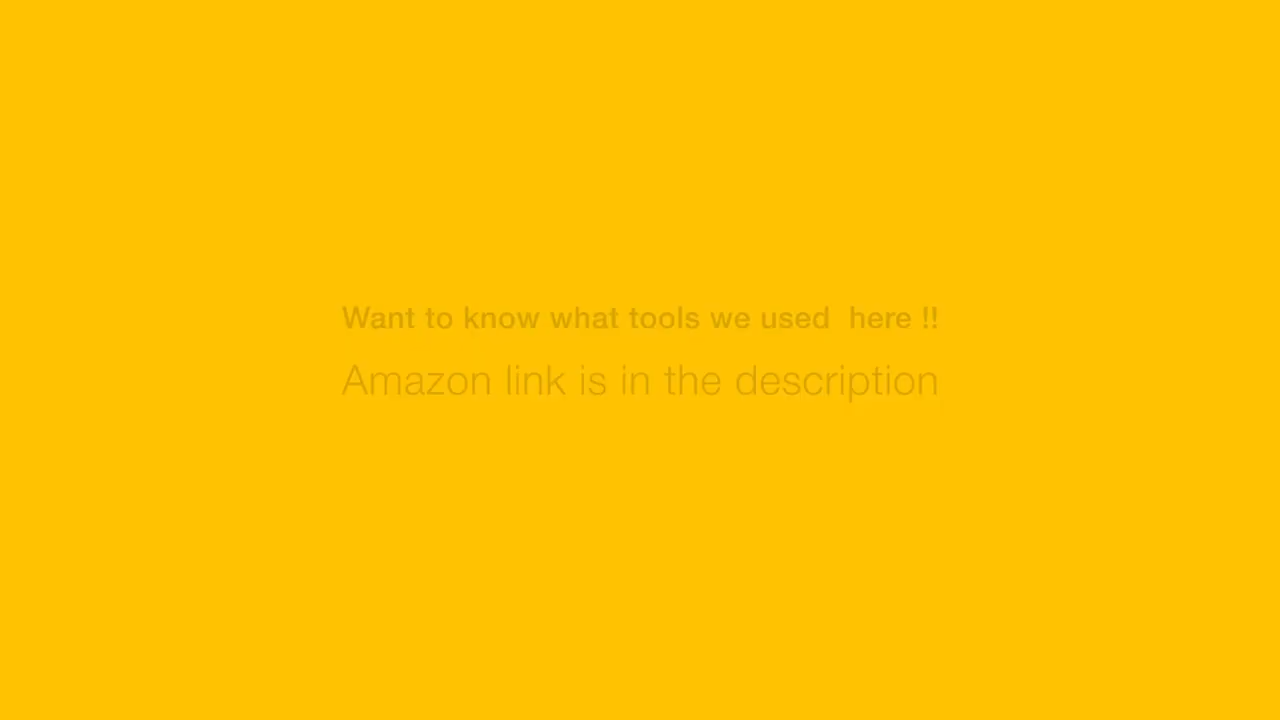 Want to know what tools we used  here !!
Amazon link is in the description